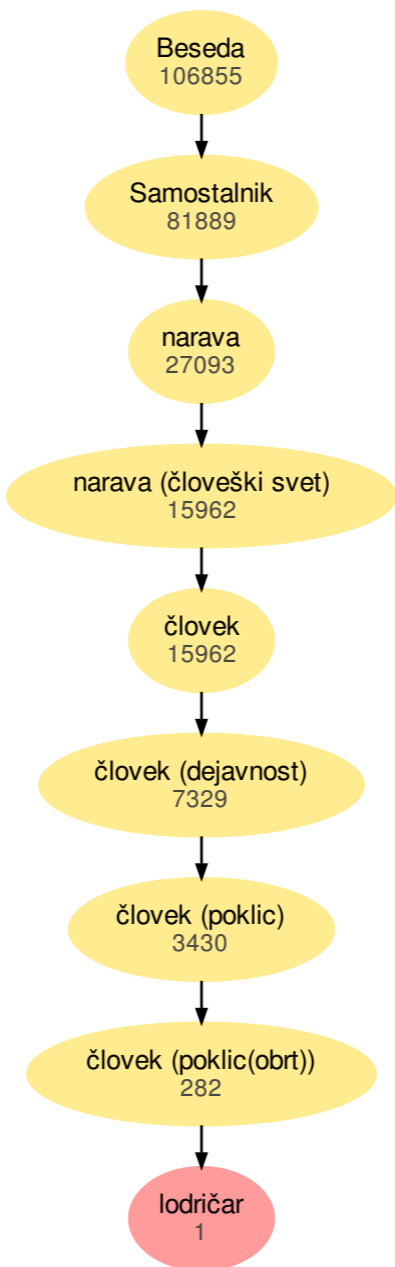 Beseda
106855
Samostalnik
81889
narava
27093
narava (človeški svet)
15962
človek
15962
človek (dejavnost)
7329
človek (poklic)
3430
človek (poklic(obrt))
282
lodričar
1